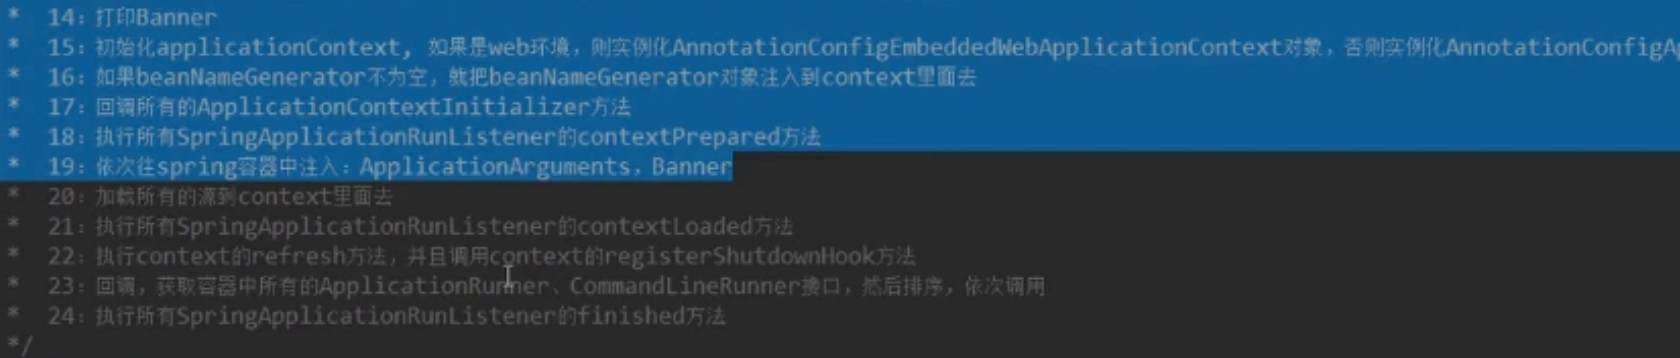 * 14：打印Banner
* 15：初始化applicationContext, 如果是web环境，则实例化AnnotationConfigEmbeddedWebApplicationContext对象，否则实例化AnnotationConfigAp
* 16：如果beanNameGenerator不为空，就把beanNameGenerator对象注入到context里面去
* 17：回调所有的ApplicationContextInitializer方法
* 18：执行所有SpringApplicationRunListener的contextPrepared方法
* 19：依次往spring容器中注入：ApplicationArguments，Banner
* 20：加载所有的源到context里面去
* 21：执行所有SpringApplicationRunListener的contextLoaded方法
* 22：执行context的refresh方法，并且调用context的registerShutdownHook方法
* 23：回调，获取容器中所有的ApplicationRunner、CommandLineRunner接口，然后排序，依次调用
* 24：执行所有SpringApplicationRunListener的finished方法
*/